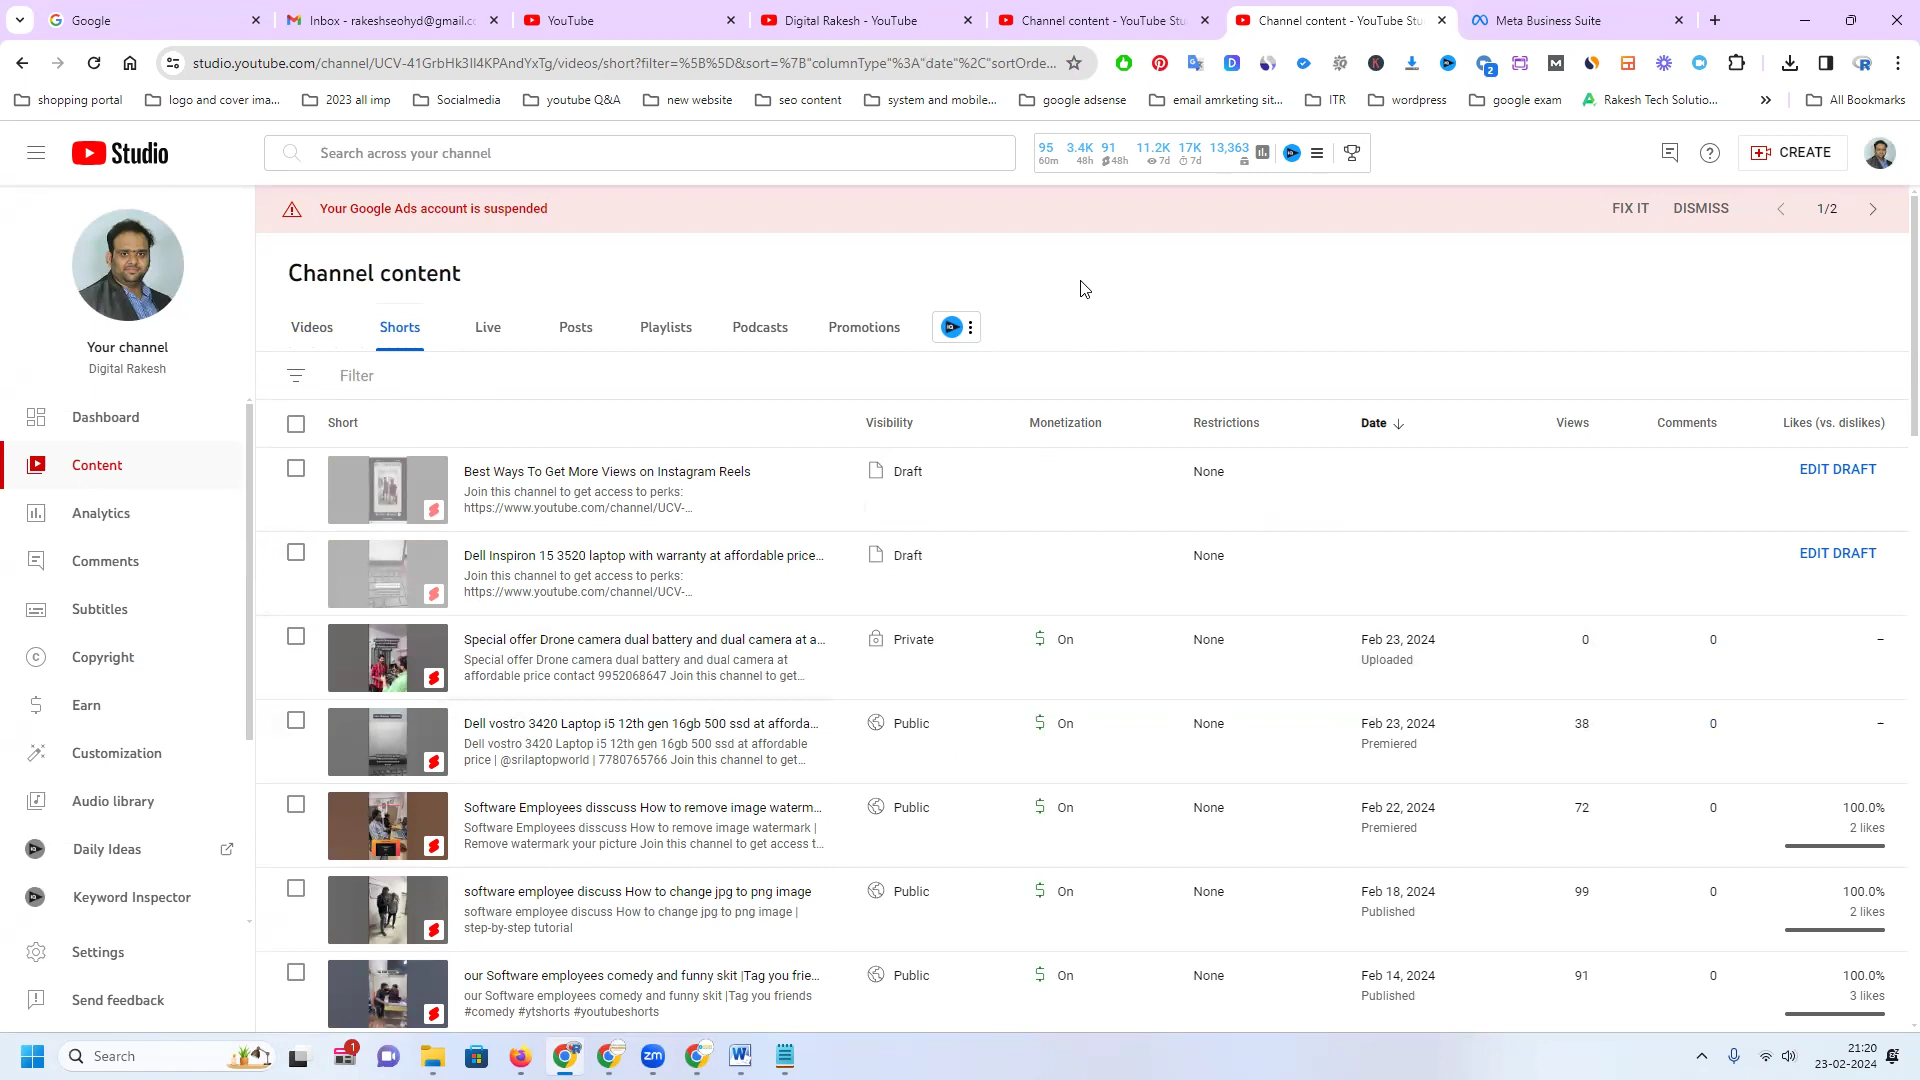 Google
Inbox - rakeshseohyd@gmail.co
YouTube
Digital Rakesh - YouTube
Channel content - YouTube Stu
Channel content - YouTube Stu
Meta Business Suite
studio.youtube.com/channel/UCV-41GrbHk3Il4KPAndYxTg/videos/short?filter=%5B%5D&sort=%7B"columnType"%3A"date"%2C"sortOrde...
2
shopping portal
logo and cover ima...
2023 all imp
Socialmedia
youtube Q&A
new website
seo content
system and mobile...
google adsense
email amrketing sit...
ITR
wordpress
google exam
Rakesh Tech Solutio...
All Bookmarks
Studio
Search across your channel
95 3.4K 91 11.2K 17K 13,363
60m 48h 48h 7d 7d
CREATE
Your Google Ads account is suspended
FIX IT
DISMISS
1/2
Your channel
Digital Rakesh
Dashboard
Content
Analytics
Comments
Subtitles
Copyright
Earn
Customization
Audio library
Daily Ideas
Keyword Inspector
Settings
Send feedback
Channel content
Videos Shorts Live Posts Playlists Podcasts Promotions
Filter
Short Visibility Monetization Restrictions Date Views Comments Likes (vs. dislikes)
Best Ways To Get More Views on Instagram Reels Draft None EDIT DRAFT
Join this channel to get access to perks:
https://www.youtube.com/channel/UCV-...
Dell Inspiron 15 3520 laptop with warranty at affordable price... Draft None EDIT DRAFT
Join this channel to get access to perks:
https://www.youtube.com/channel/UCV-...
Special offer Drone camera dual battery and dual camera at a... Private On None Feb 23, 2024 0 0 –
Special offer Drone camera dual battery and dual camera at Uploaded
affordable price contact 9952068647 Join this channel to get...
Dell vostro 3420 Laptop i5 12th gen 16gb 500 ssd at afforda... Public On None Feb 23, 2024 38 0 –
Dell vostro 3420 Laptop i5 12th gen 16gb 500 ssd at affordable Premiered
price | @srilaptopworld | 7780765766 Join this channel to get...
Software Employees disscuss How to remove image waterm... Public On None Feb 22, 2024 72 0 100.0%
Software Employees disscuss How to remove image watermark | Premiered 2 likes
Remove watermark your picture Join this channel to get access t...
software employee discuss How to change jpg to png image Public On None Feb 18, 2024 99 0 100.0%
software employee discuss How to change jpg to png image | Published 2 likes
step-by-step tutorial
our Software employees comedy and funny skit |Tag you frie... Public On None Feb 14, 2024 91 0 100.0%
our Software employees comedy and funny skit |Tag you friends Published 3 likes
#comedy #ytshorts #youtubeshorts
Search
1
zm
21:20
23-02-2024